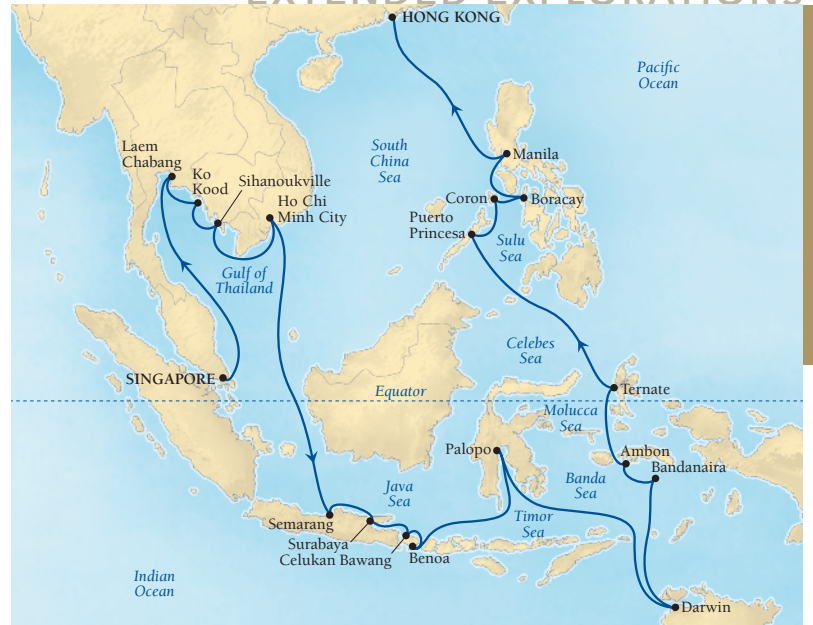 EXTENDED EXPLORATIONS
HONG KONG
Pacific
Ocean
South
China
Sea
Laem
Chabang
Ko
Kood
Sihanoukville
Ho Chi
Minh City
Manila
Coron
Boracay
Puerto
Princesa
Sulu
Sea
Gulf of
Thailand
Celebes
Sea
SINGAPORE
Equator
Ternate
Molucca
Sea
Palopo
Ambon
Bandanaira
Banda
Sea
Java
Sea
Timor
Sea
Semarang
Surabaya
Celukan Bawang
Benoa
Indian
Ocean
Darwin